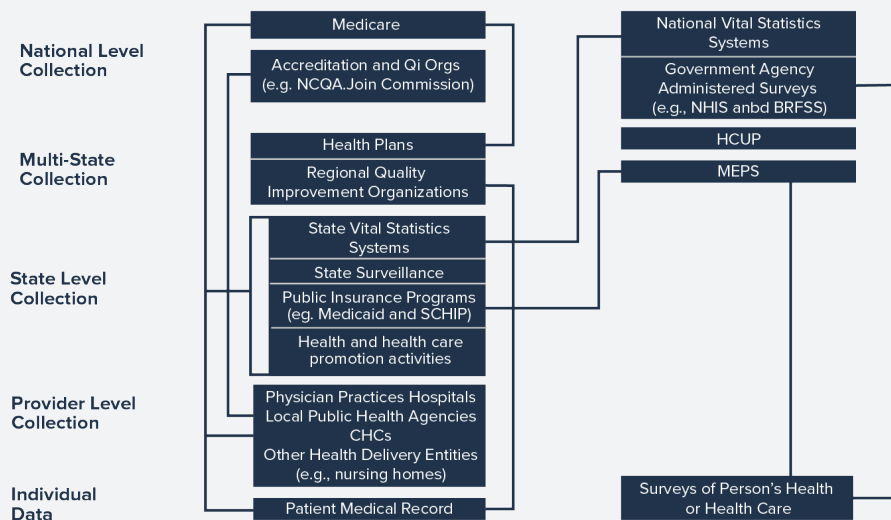 National Level
Collection
Medicare
Accreditation and Qi Orgs
(e.g. NCQA.Join Commission)
National Vital Statistics
Systems
Government Agency
Administered Surveys
(e.g., NHIS anbd BRFSS)
HCUP
MEPS
Multi-State
Collection
Health Plans
Regional Quality
Improvement Organizations
State Level
Collection
State Vital Statistics
Systems
State Surveillance
Public Insurance Programs
(eg. Medicaid and SCHIP)
Health and health care
promotion activities
Provider Level
Collection
Physician Practices Hospitals
Local Public Health Agencies
CHCs
Other Health Delivery Entities
(e.g., nursing homes)
Individual
Data
Patient Medical Record
Surveys of Person's Health
or Health Care